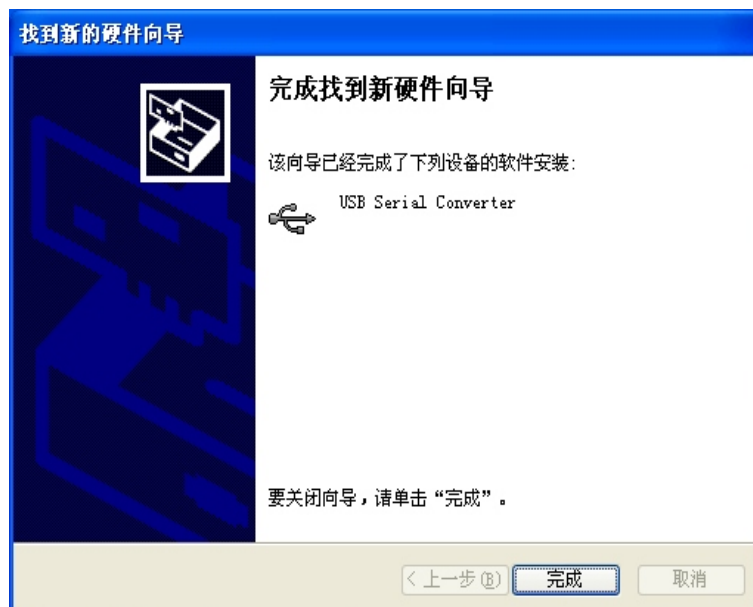 找到新的硬件向导
完成找到新硬件向导
该向导已经完成了下列设备的软件安装:
USB Serial Converter
要关闭向导，请单击“完成”。
< 上一步(B)
完成
取消